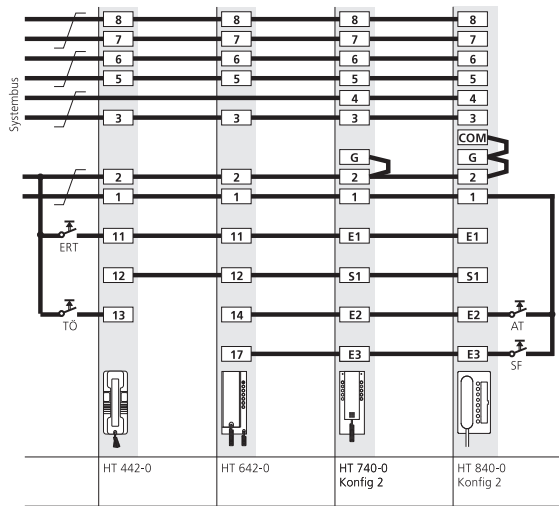 8 8 8 8
7 7 7 7
6 6 6 6
5 5 5 5
Systembus
4 4
3 3 3 3
COM
G G
2 2 2 2
1 1 1 1
11 11 E1 E1
ERT
12 12 S1 S1
13 14 E2 E2
TÖ AT
17 E3 E3
SF
HT 442-0 HT 642-0 HT 740-0 HT 840-0
Konfig 2 Konfig 2